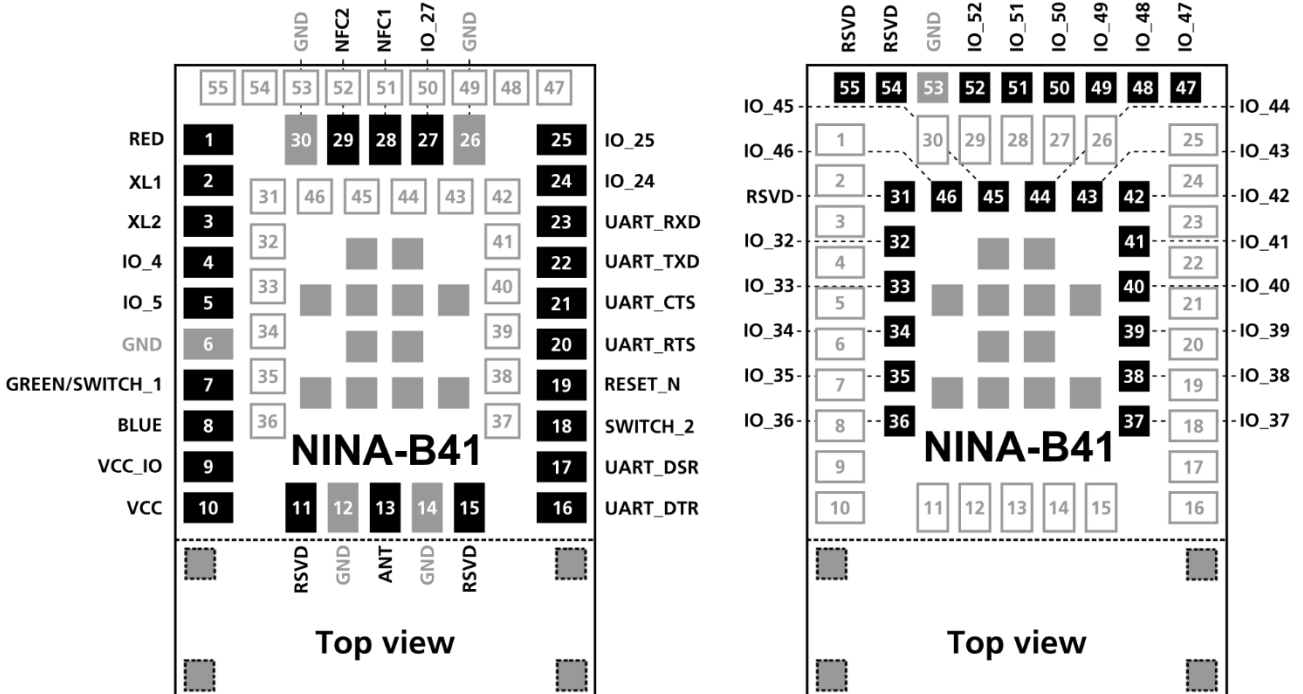 GND NFC2 NFC1 IO_27 GND
55 54 53 52 51 50 49 48 47
30 29 28 27 26
RED 1 25 IO_25
XL1 2 24 IO_24
31 46 45 44 43 42
XL2 3 23 UART_RXD
32 41
IO_4 4 22 UART_TXD
33 40
IO_5 5 21 UART_CTS
34 39
GND 6 20 UART_RTS
35 38
GREEN/SWITCH_1 7 19 RESET_N
36 37
BLUE 8 18 SWITCH_2
NINA-B41
VCC_IO 9 17 UART_DSR
VCC 10 11 12 13 14 15 16 UART_DTR
RSVD GND ANT GND RSVD
Top view
RSVD RSVD GND IO_52 IO_51 IO_50 IO_49 IO_48 IO_47
55 54 53 52 51 50 49 48 47
IO_45 IO_44
1 30 29 28 27 26 25
IO_46 IO_43
2 24
RSVD 31 46 45 44 43 42 IO_42
3 23
IO_32 32 41 IO_41
4 22
IO_33 33 40 IO_40
5 21
IO_34 34 39 IO_39
6 20
IO_35 35 38 IO_38
7 19
IO_36 36 37 IO_37
8 18
NINA-B41
9 17
10 11 12 13 14 15 16
Top view